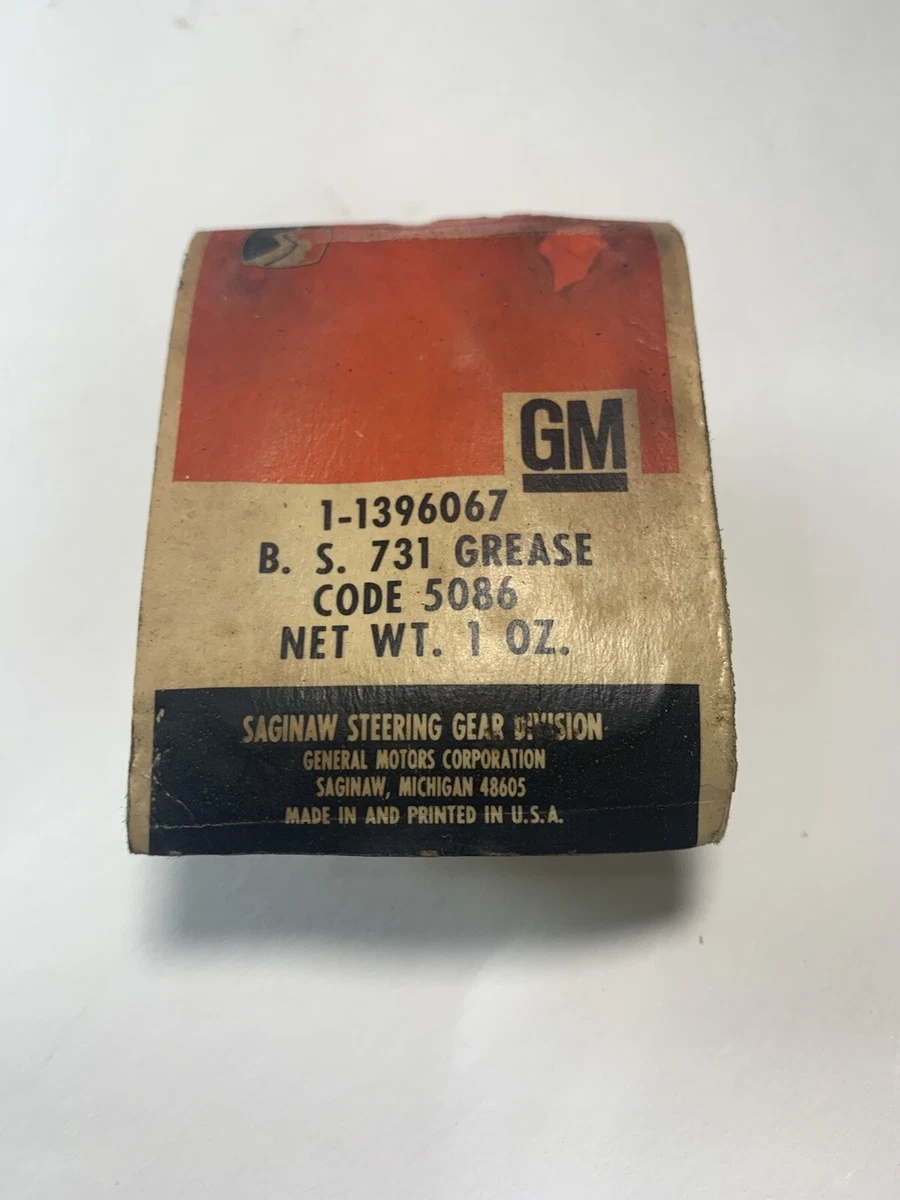 GM
1-1396067
B. S. 731 GREASE
CODE 5086
NET WT. 1 OZ.
SAGINAW STEERING GEAR DIVISION
GENERAL MOTORS CORPORATION
SAGINAW, MICHIGAN 48605
MADE IN AND PRINTED IN U.S.A.